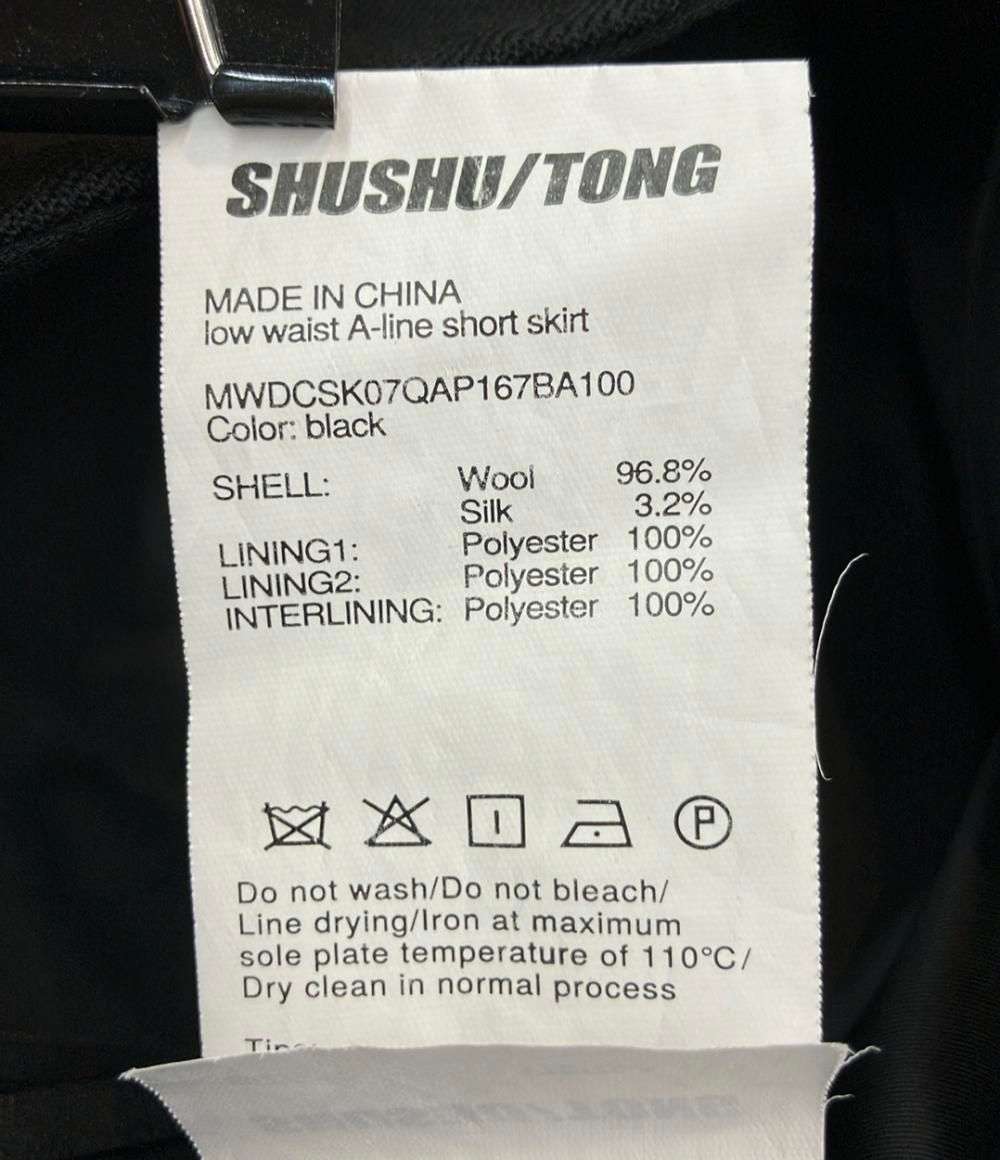 SHUSHU/TONG
MADE IN CHINA
low waist A-line short skirt
MWDCSK07QAP167BA100
Color: black
SHELL: Wool 96.8%
Silk 3.2%
LINING1: Polyester 100%
LINING2: Polyester 100%
INTERLINING: Polyester 100%
P
Do not wash/Do not bleach/
Line drying/Iron at maximum
sole plate temperature of 110°C/
Dry clean in normal process